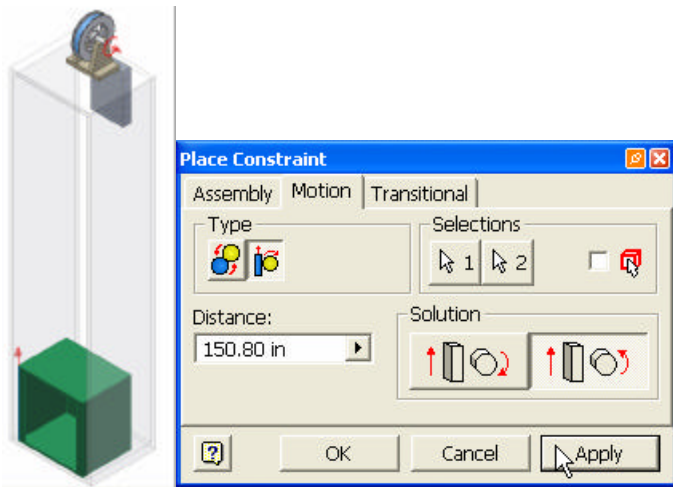 Place Constraint
Assembly Motion Transitional
Type
Selections
1 2
Distance:
150.80 in
Solution
? OK Cancel Apply